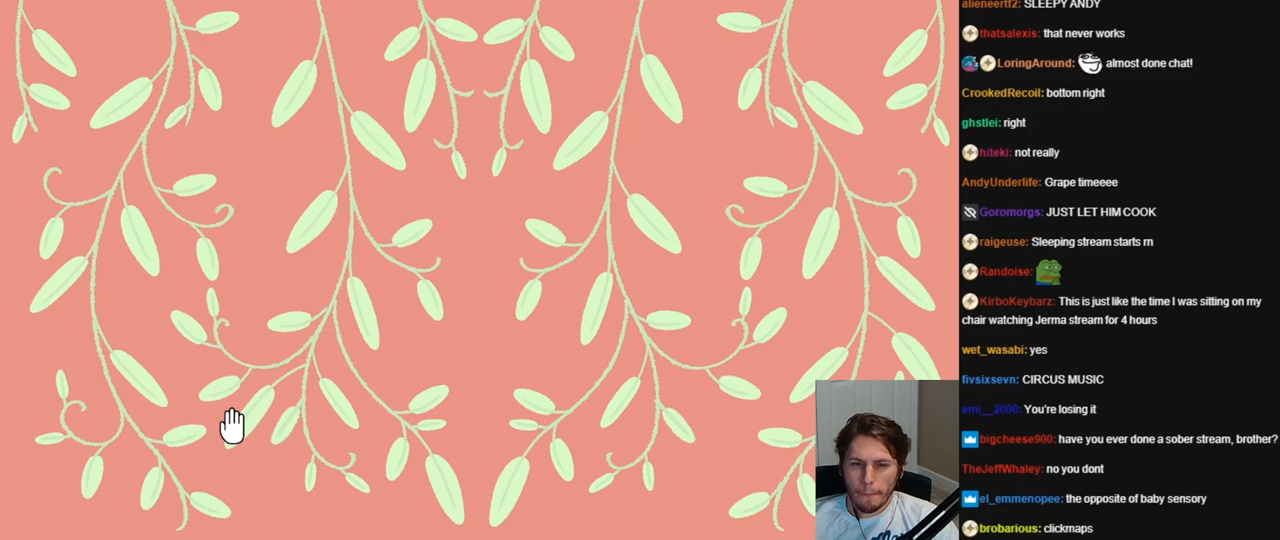 alieneertf2: SLEEPY ANDY
thatsalexis: that never works
LoringAround: almost done chat!
CrookedRecoil: bottom right
ghstlei: right
hiteki: not really
AndyUnderlife: Grape timeeee
Goromorgs: JUST LET HIM COOK
raigeuse: Sleeping stream starts rn
Randoise:
KirboKeybarz: This is just like the time I was sitting on my
chair watching Jerma stream for 4 hours
wet_wasabi: yes
fivsixsevn: CIRCUS MUSIC
emi__2000: You're losing it
bigcheese900: have you ever done a sober stream, brother?
TheJeffWhaley: no you dont
el_emmenopee: the opposite of baby sensory
brobarious: clickmaps